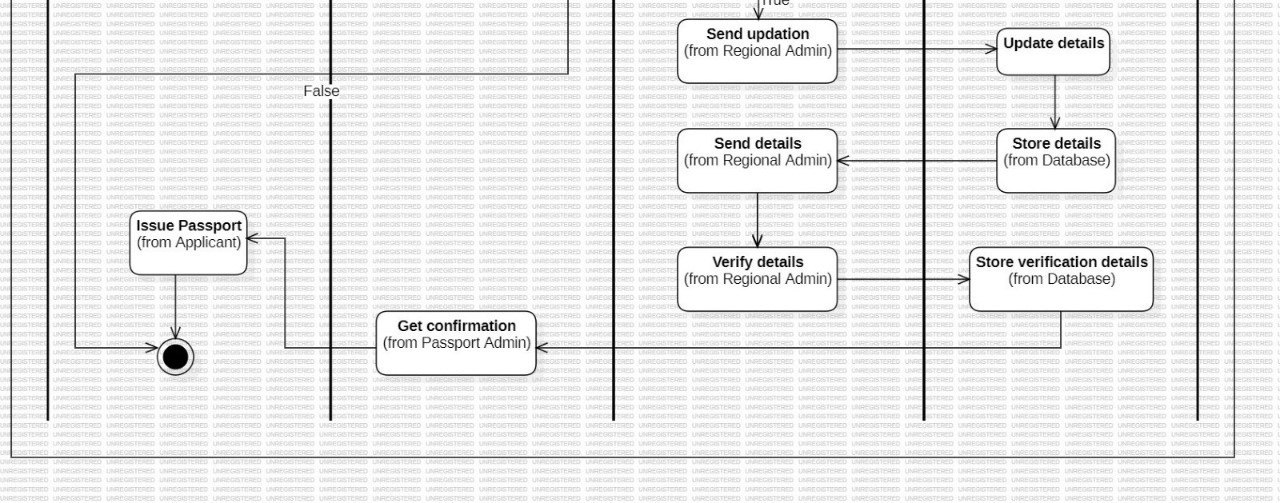 True
Send updation
(from Regional Admin)
Update details
False
Send details
(from Regional Admin)
Store details
(from Database)
Issue Passport
(from Applicant)
Verify details
(from Regional Admin)
Store verification details
(from Database)
Get confirmation
(from Passport Admin)
UNREGISTERED